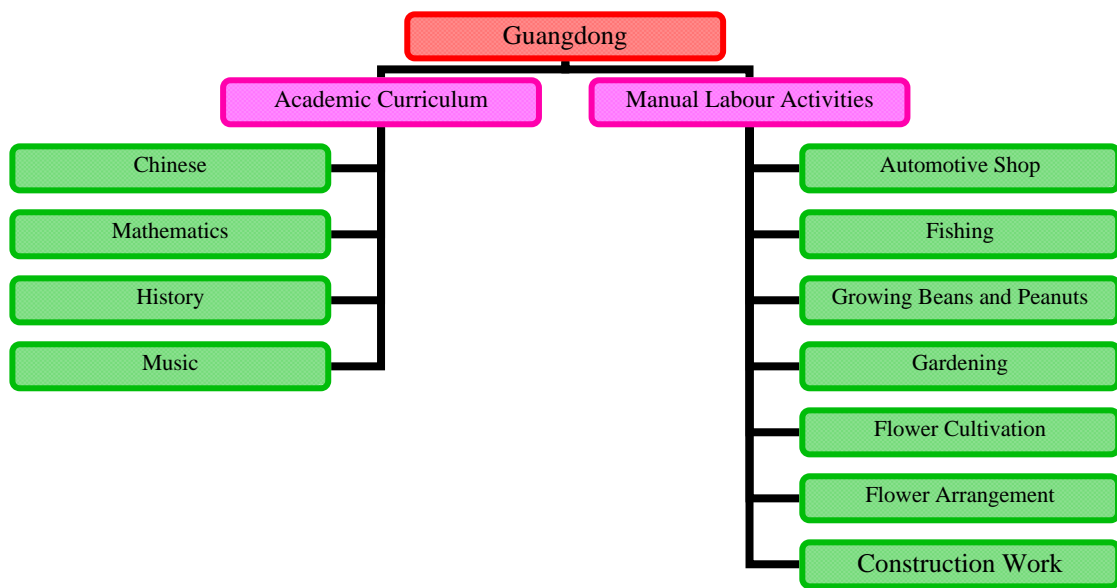 Guangdong
Academic Curriculum
Manual Labour Activities
Chinese
Mathematics
History
Music
Automotive Shop
Fishing
Growing Beans and Peanuts
Gardening
Flower Cultivation
Flower Arrangement
Construction Work